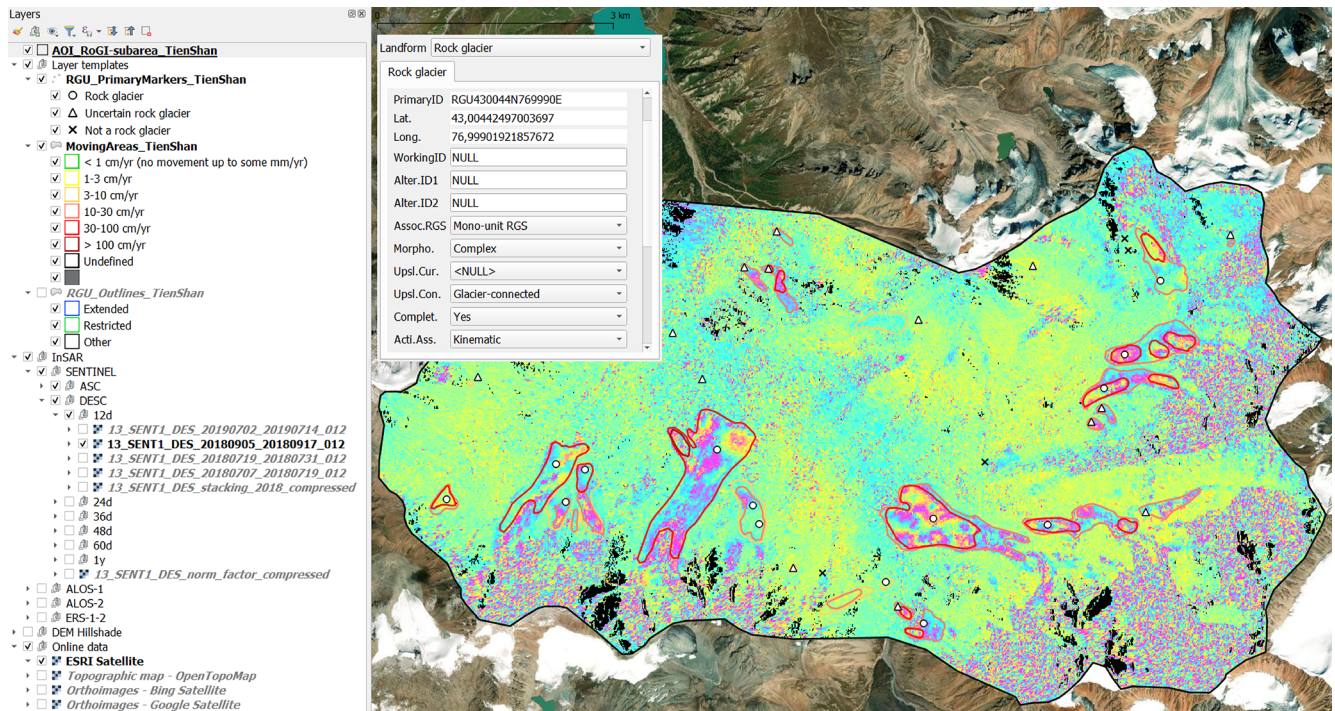 Layers
AOI_RoGI-subarea_TienShan
Layer templates
RGU_PrimaryMarkers_TienShan
Rock glacier
Uncertain rock glacier
Not a rock glacier
MovingAreas_TienShan
< 1 cm/yr (no movement up to some mm/yr)
1-3 cm/yr
3-10 cm/yr
10-30 cm/yr
30-100 cm/yr
> 100 cm/yr
Undefined
RGU_Outlines_TienShan
Extended
Restricted
Other
InSAR
SENTINEL
ASC
DESC
12d
13_SENT1_DES_20190702_20190714_012
13_SENT1_DES_20180905_20180917_012
13_SENT1_DES_20180719_20180731_012
13_SENT1_DES_20180707_20180719_012
13_SENT1_DES_stacking_2018_compressed
24d
36d
48d
60d
1y
13_SENT1_DES_norm_factor_compressed
ALOS-1
ALOS-2
ERS-1-2
DEM Hillshade
Online data
ESRI Satellite
Topographic map - OpenTopoMap
Orthoimages - Bing Satellite
Orthoimages - Google Satellite
0 3 km
Landform Rock glacier
Rock glacier
PrimaryID RGU430044N769990E
Lat. 43,00442497003697
Long. 76,99901921857672
WorkingID NULL
Alter.ID1 NULL
Alter.ID2 NULL
Assoc.RGS Mono-unit RGS
Morpho. Complex
Upsl.Cur. <NULL>
Upsl.Con. Glacier-connected
Complet. Yes
Acti.Ass. Kinematic